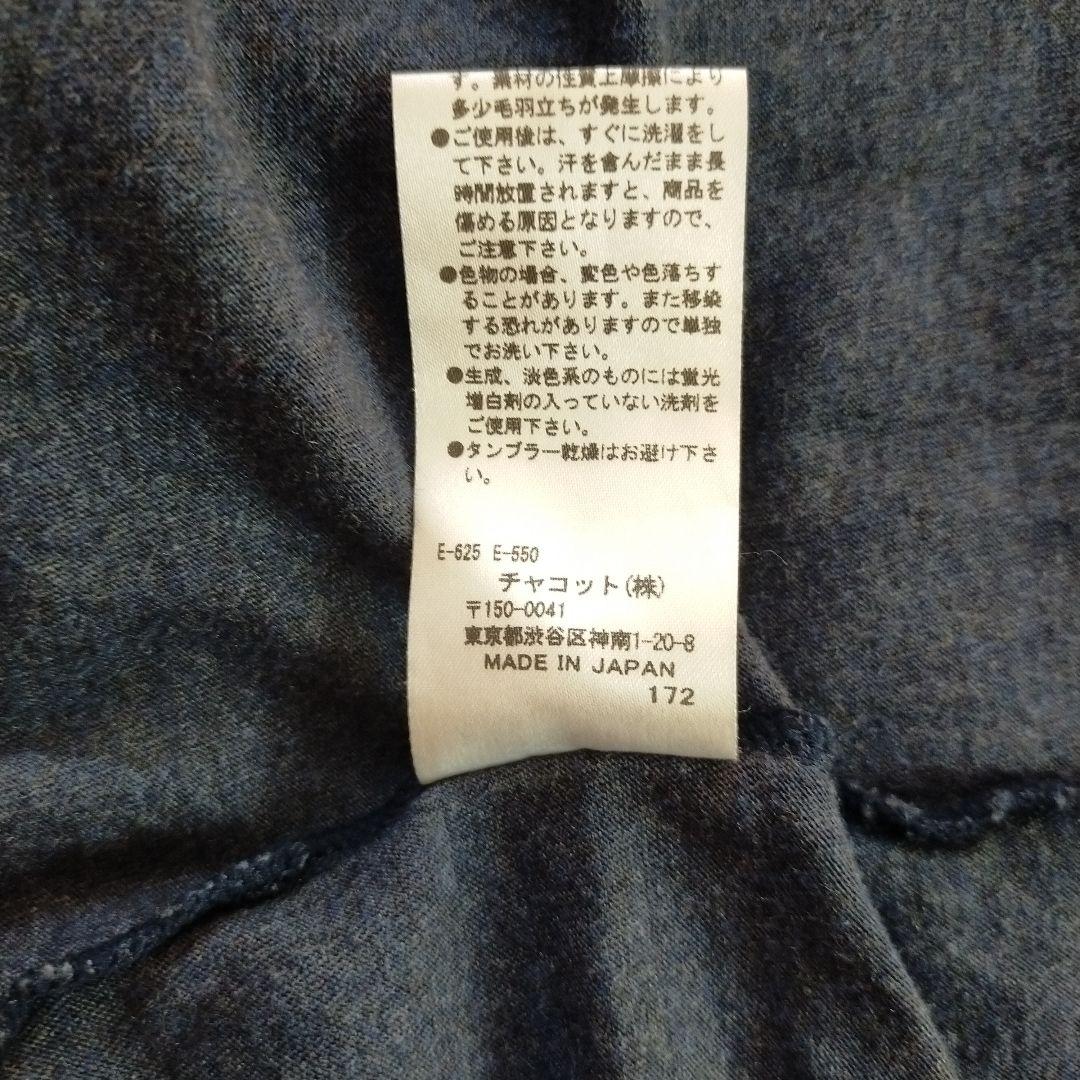 す。素材の性質上摩擦により
多少毛羽立ちが発生します。
●ご使用後は、すぐに洗濯をし
て下さい。汗を含んだまま長
時間放置されますと、商品を
傷める原因となりますので、
ご注意下さい。
●色物の場合、変色や色落ちす
ることがあります。また移染
する恐れがありますので単独
でお洗い下さい。
●生成、淡色系のものには蛍光
増白剤の入っていない洗剤を
ご使用下さい。
●タンブラー乾燥はお避け下さ
い。
E-625 E-550
チャコット(株)
〒150-0041
東京都渋谷区神南1-20-8
MADE IN JAPAN
172